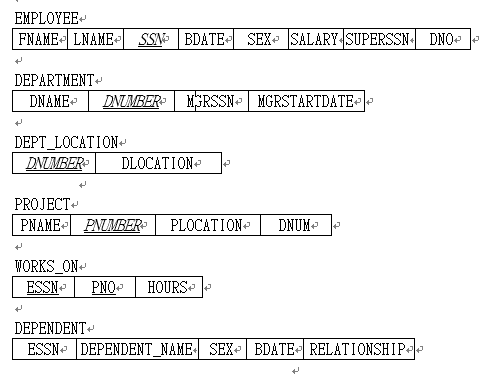 EMPLOYEE
FNAME LNAME SSN BDATE SEX SALARY SUPERSSN DNO
DEPARTMENT
DNAME DNUMBER MGRSSN MGRSTARTDATE
DEPT_LOCATION
DNUMBER DLOCATION
PROJECT
PNAME PNUMBER PLOCATION DNUM
WORKS_ON
ESSN PNO HOURS
DEPENDENT
ESSN DEPENDENT_NAME SEX BDATE RELATIONSHIP